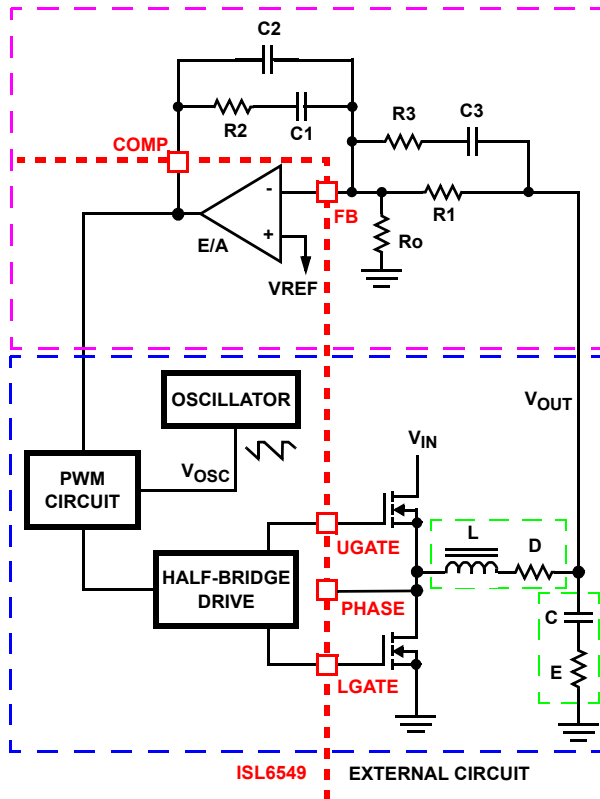 C2
R2
C1
R3
C3
COMP
-
FB
R1
E/A
+
Ro
VREF
OSCILLATOR
VOUT
VIN
PWM
CIRCUIT
VOSC
UGATE
L
D
HALF-BRIDGE
DRIVE
PHASE
C
E
LGATE
ISL6549
EXTERNAL CIRCUIT